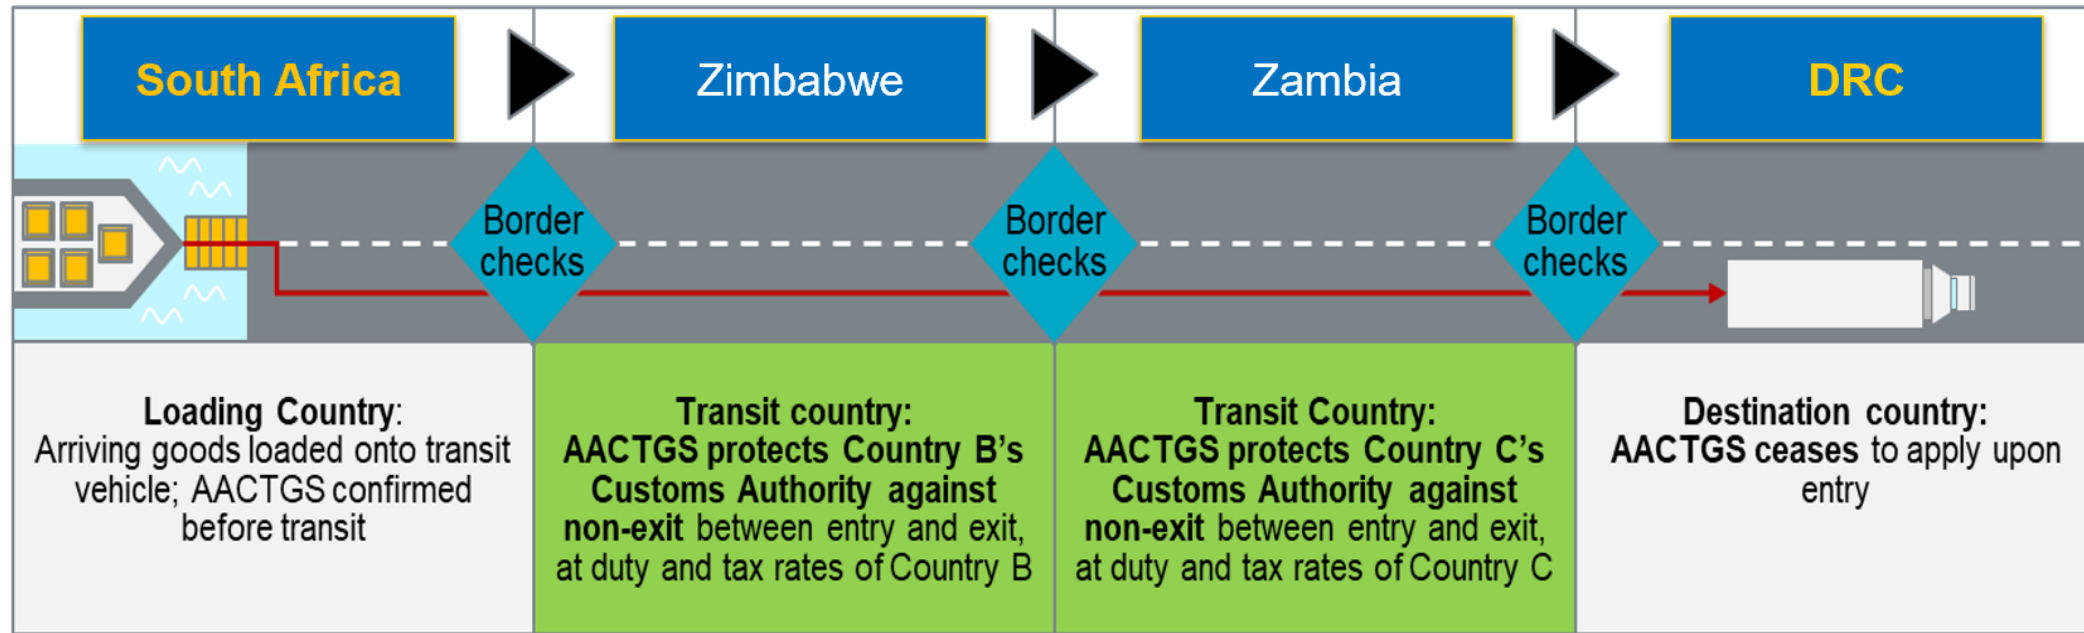 South Africa
Zimbabwe
Zambia
DRC
Border
checks
Border
checks
Border
checks
Loading Country:
Arriving goods loaded onto transit
vehicle; AACTGS confirmed
before transit
Transit country:
AACTGS protects Country B's
Customs Authority against
non-exit between entry and exit,
at duty and tax rates of Country B
Transit Country:
AACTGS protects Country C's
Customs Authority against
non-exit between entry and exit,
at duty and tax rates of Country C
Destination country:
AACTGS ceases to apply upon
entry